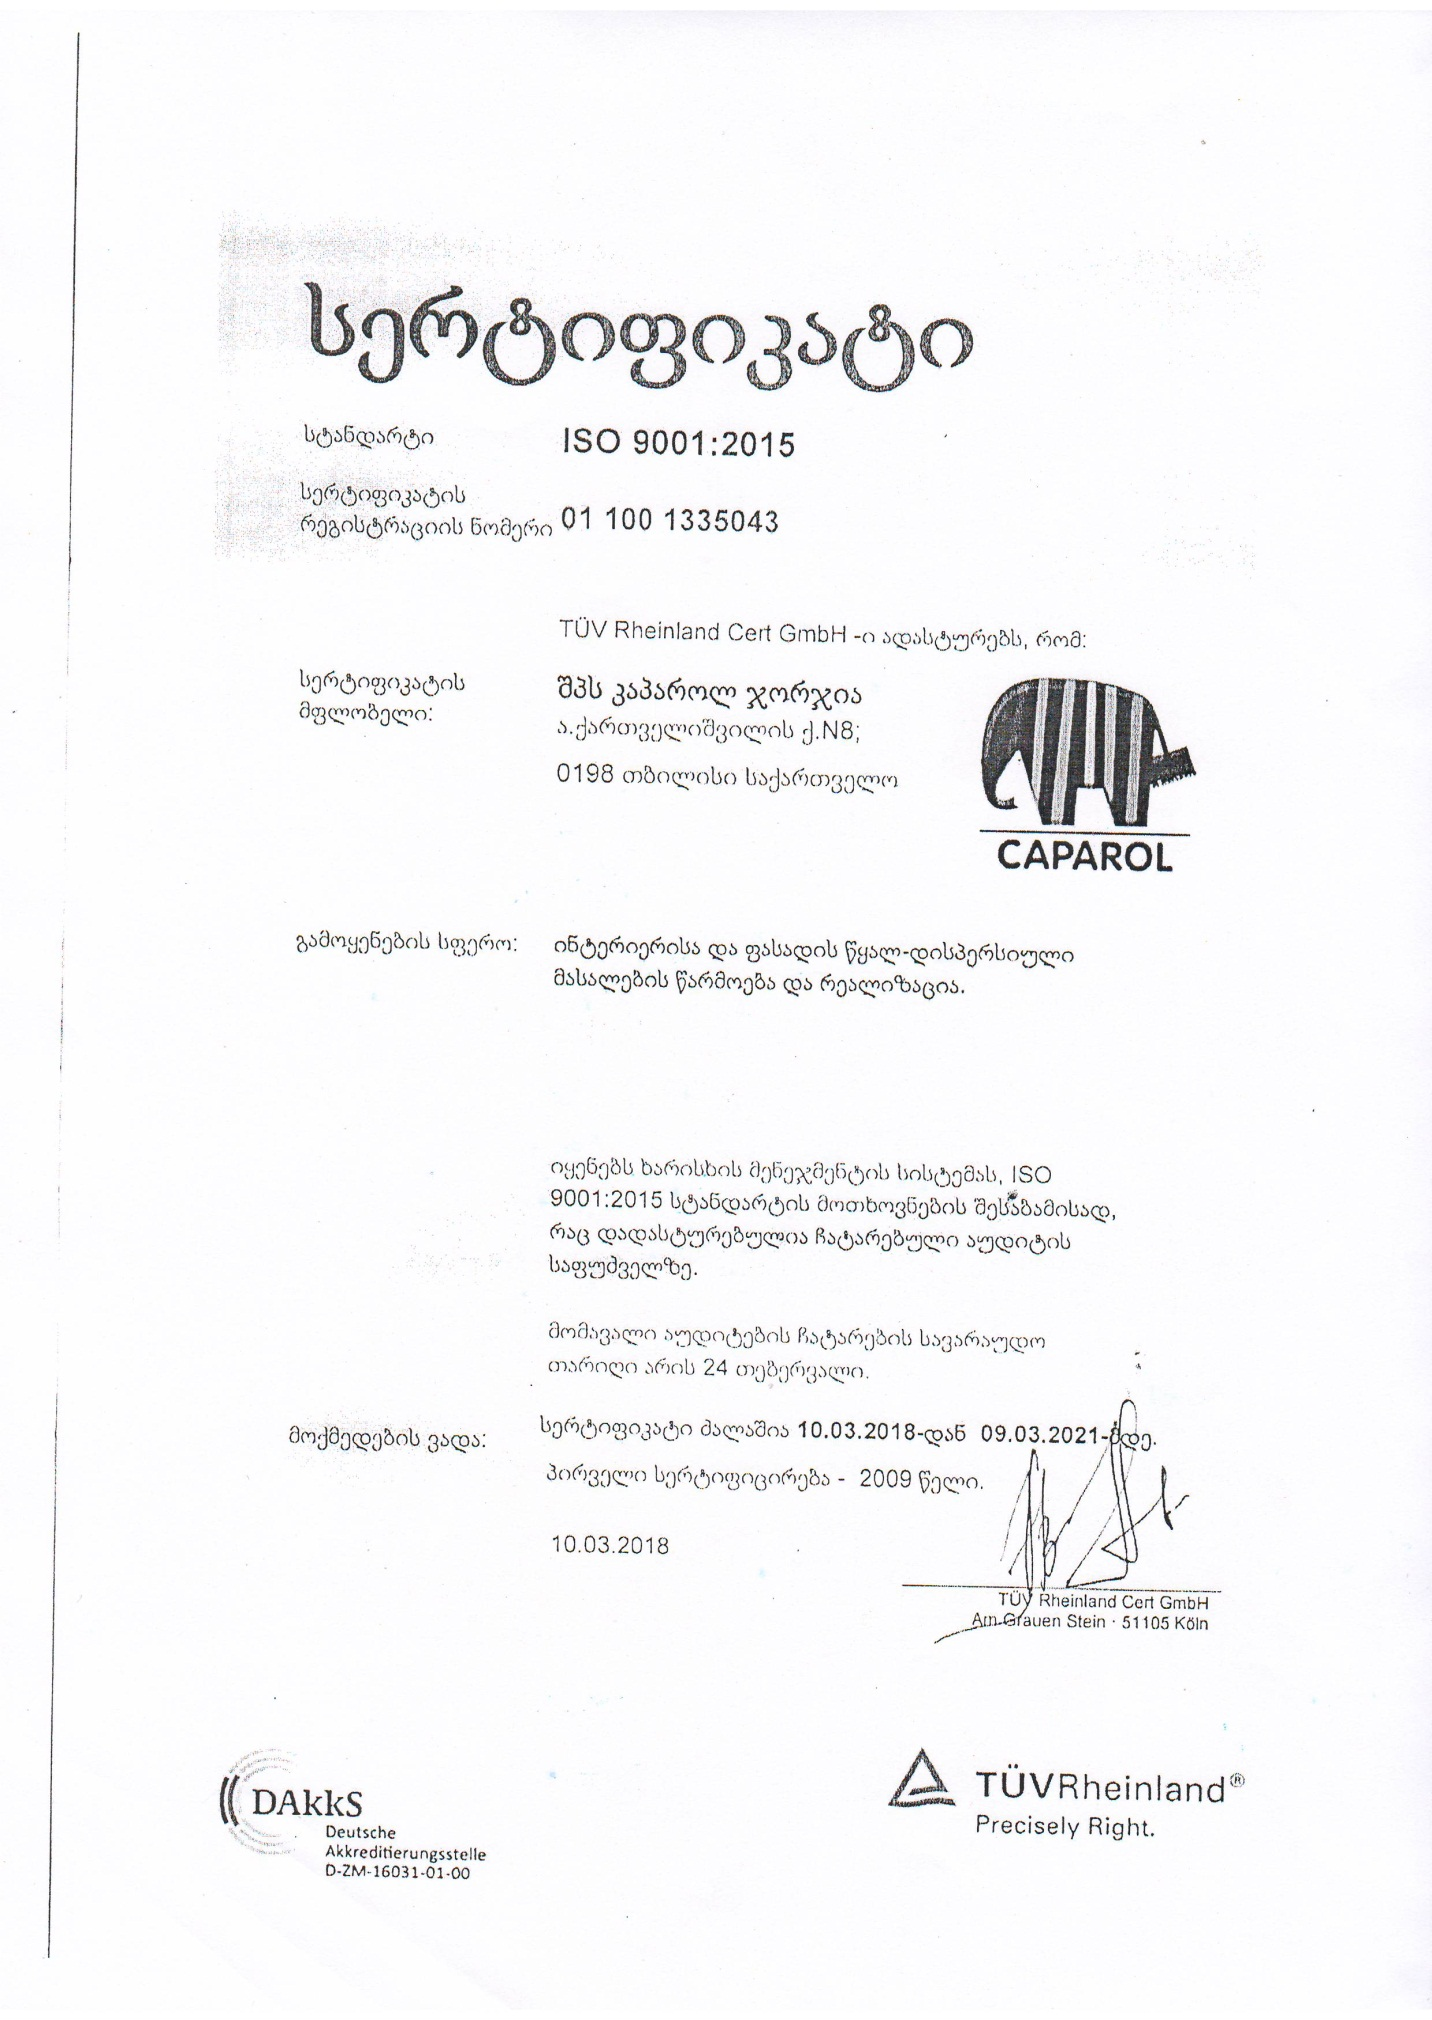 სერტიფიკატი
სტანდარტი ISO 9001:2015
სერტიფიკატის
რეგისტრაციის ნომერი 01 100 1335043
TÜV Rheinland Cert GmbH -ი ადასტურებს, რომ:
სერტიფიკატის
მფლობელი:
შპს კაპაროლ ჯორჯია
ა.ქართველიშვილის ქ.N8;
0198 თბილისი საქართველო
CAPAROL
გამოყენების სფერო:
ინტერიერისა და ფასადის წყალ-დისპერსიული
მასალების წარმოება და რეალიზაცია.
იყენებს ხარისხის მენეჯმენტის სისტემას, ISO
9001:2015 სტანდარტის მოთხოვნების შესაბამისად,
რაც დადასტურებულია ჩატარებული აუდიტის
საფუძველზე.
მომავალი აუდიტების ჩატარების სავარაუდო
თარიღი არის 24 თებერვალი.
მოქმედების ვადა: სერტიფიკატი ძალაშია 10.03.2018-დან 09.03.2021-მდე.
პირველი სერტიფიცირება - 2009 წელი.
10.03.2018
TÜV Rheinland Cert GmbH
Am Grauen Stein · 51105 Köln
DAkkS
Deutsche
Akkreditierungsstelle
D-ZM-16031-01-00
TÜVRheinland®
Precisely Right.